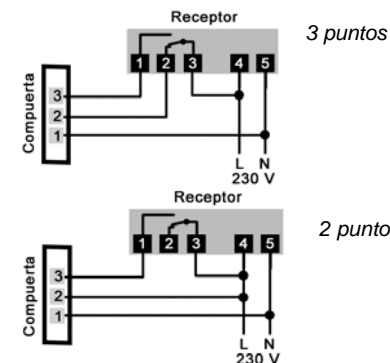 Receptor
3 puntos
1 2 3 4 5
Compuerta
3
2
1
L N
230 V
Receptor
2 punto
1 2 3 4 5
Compuerta
3
2
1
L N
230 V